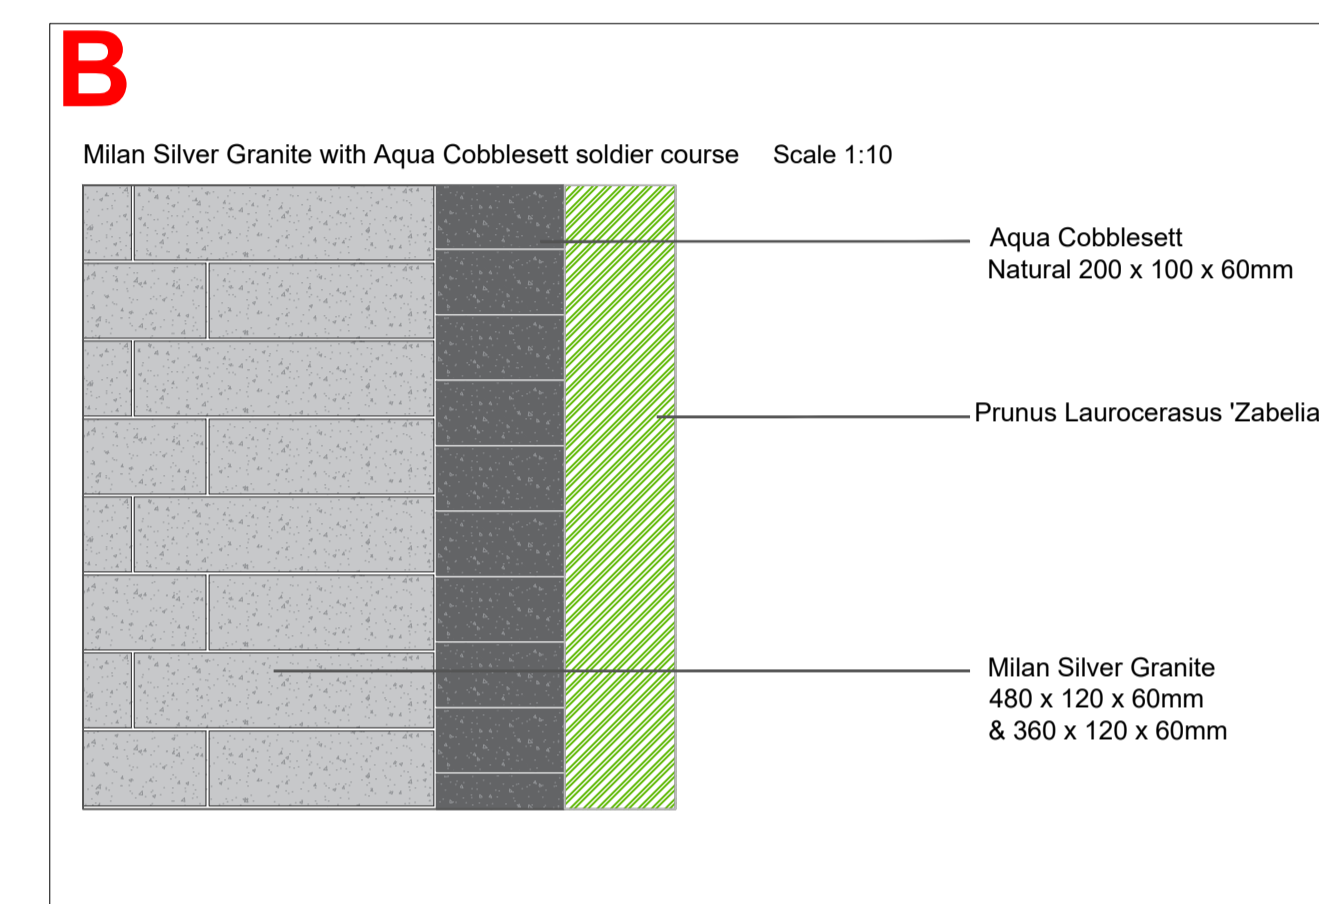 B
Milan Silver Granite with Aqua Cobblesett soldier course Scale 1:10
Aqua Cobblesett
Natural 200 x 100 x 60mm
Prunus Laurocerasus 'Zabelia
Milan Silver Granite
480 x 120 x 60mm
& 360 x 120 x 60mm